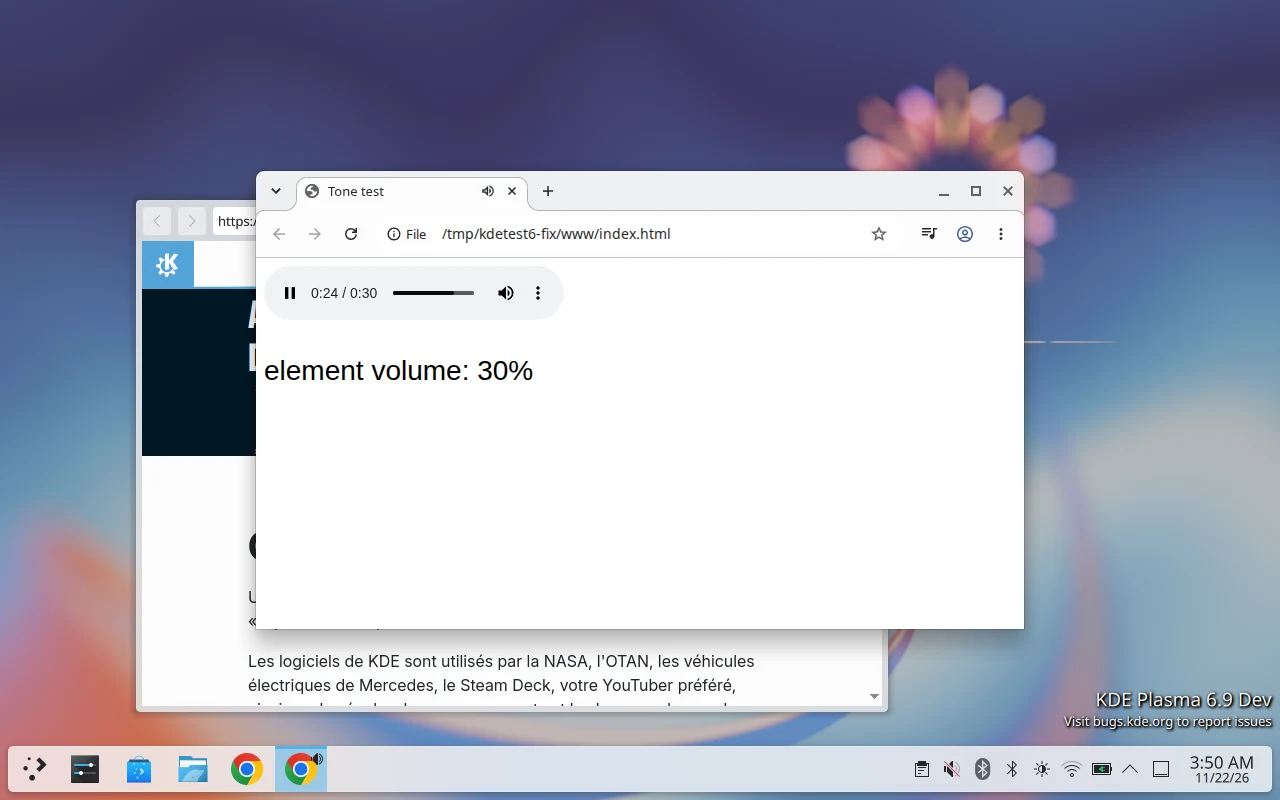 Tone test
https:/
File /tmp/kdetest6-fix/www/index.html
0:24 / 0:30
element volume: 30%
Les logiciels de KDE sont utilisés par la NASA, l'OTAN, les véhicules
électriques de Mercedes, le Steam Deck, votre YouTuber préféré,
KDE Plasma 6.9 Dev
Visit bugs.kde.org to report issues
3:50 AM
11/22/26